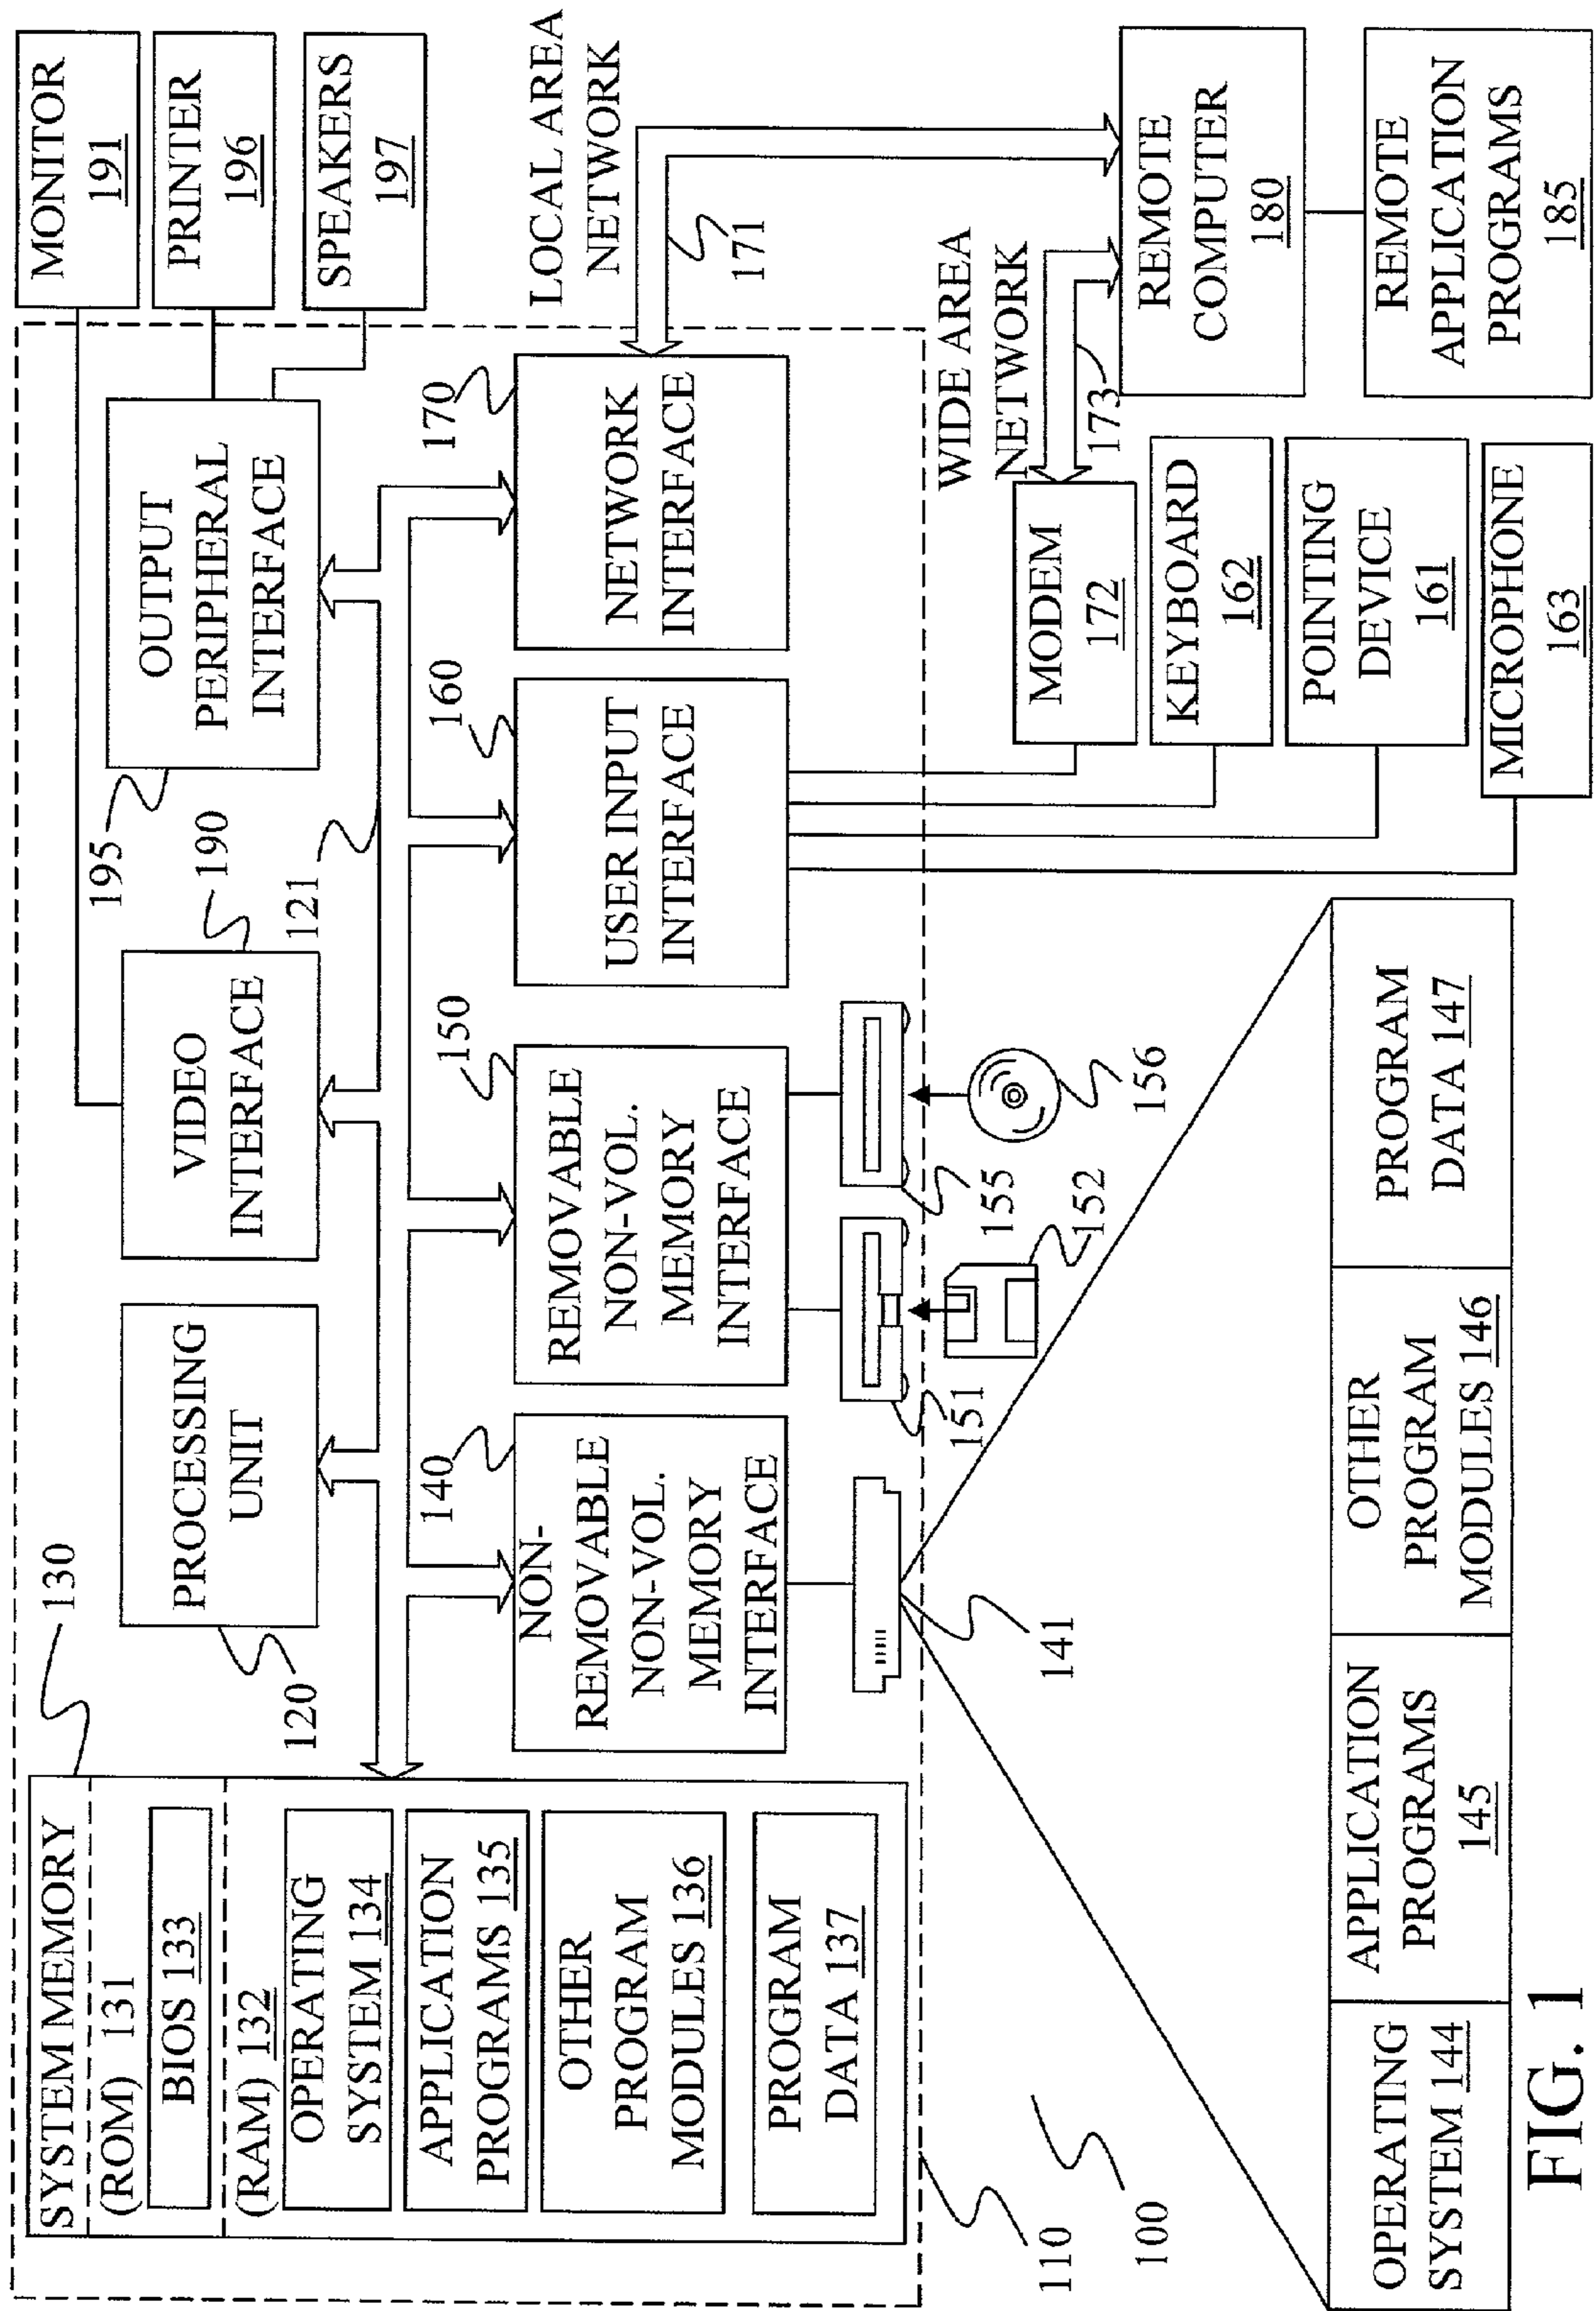 SYSTEM MEMORY
(ROM) 131
BIOS 133
(RAM) 132
OPERATING
SYSTEM 134
APPLICATION
PROGRAMS 135
OTHER
PROGRAM
MODULES 136
PROGRAM
DATA 137
130
PROCESSING
UNIT
120
VIDEO
INTERFACE
190
121
OUTPUT
PERIPHERAL
INTERFACE
195
MONITOR
191
PRINTER
196
SPEAKERS
197
NON-
REMOVABLE
NON-VOL.
MEMORY
INTERFACE
140
REMOVABLE
NON-VOL.
MEMORY
INTERFACE
150
USER INPUT
INTERFACE
160
NETWORK
INTERFACE
170
LOCAL AREA
NETWORK
171
141
151
152
155
156
WIDE AREA
NETWORK
173
MODEM
172
KEYBOARD
162
POINTING
DEVICE
161
MICROPHONE
163
REMOTE
COMPUTER
180
REMOTE
APPLICATION
PROGRAMS
185
110
100
OPERATING
SYSTEM 144
APPLICATION
PROGRAMS
145
OTHER
PROGRAM
MODULES 146
PROGRAM
DATA 147
FIG. 1